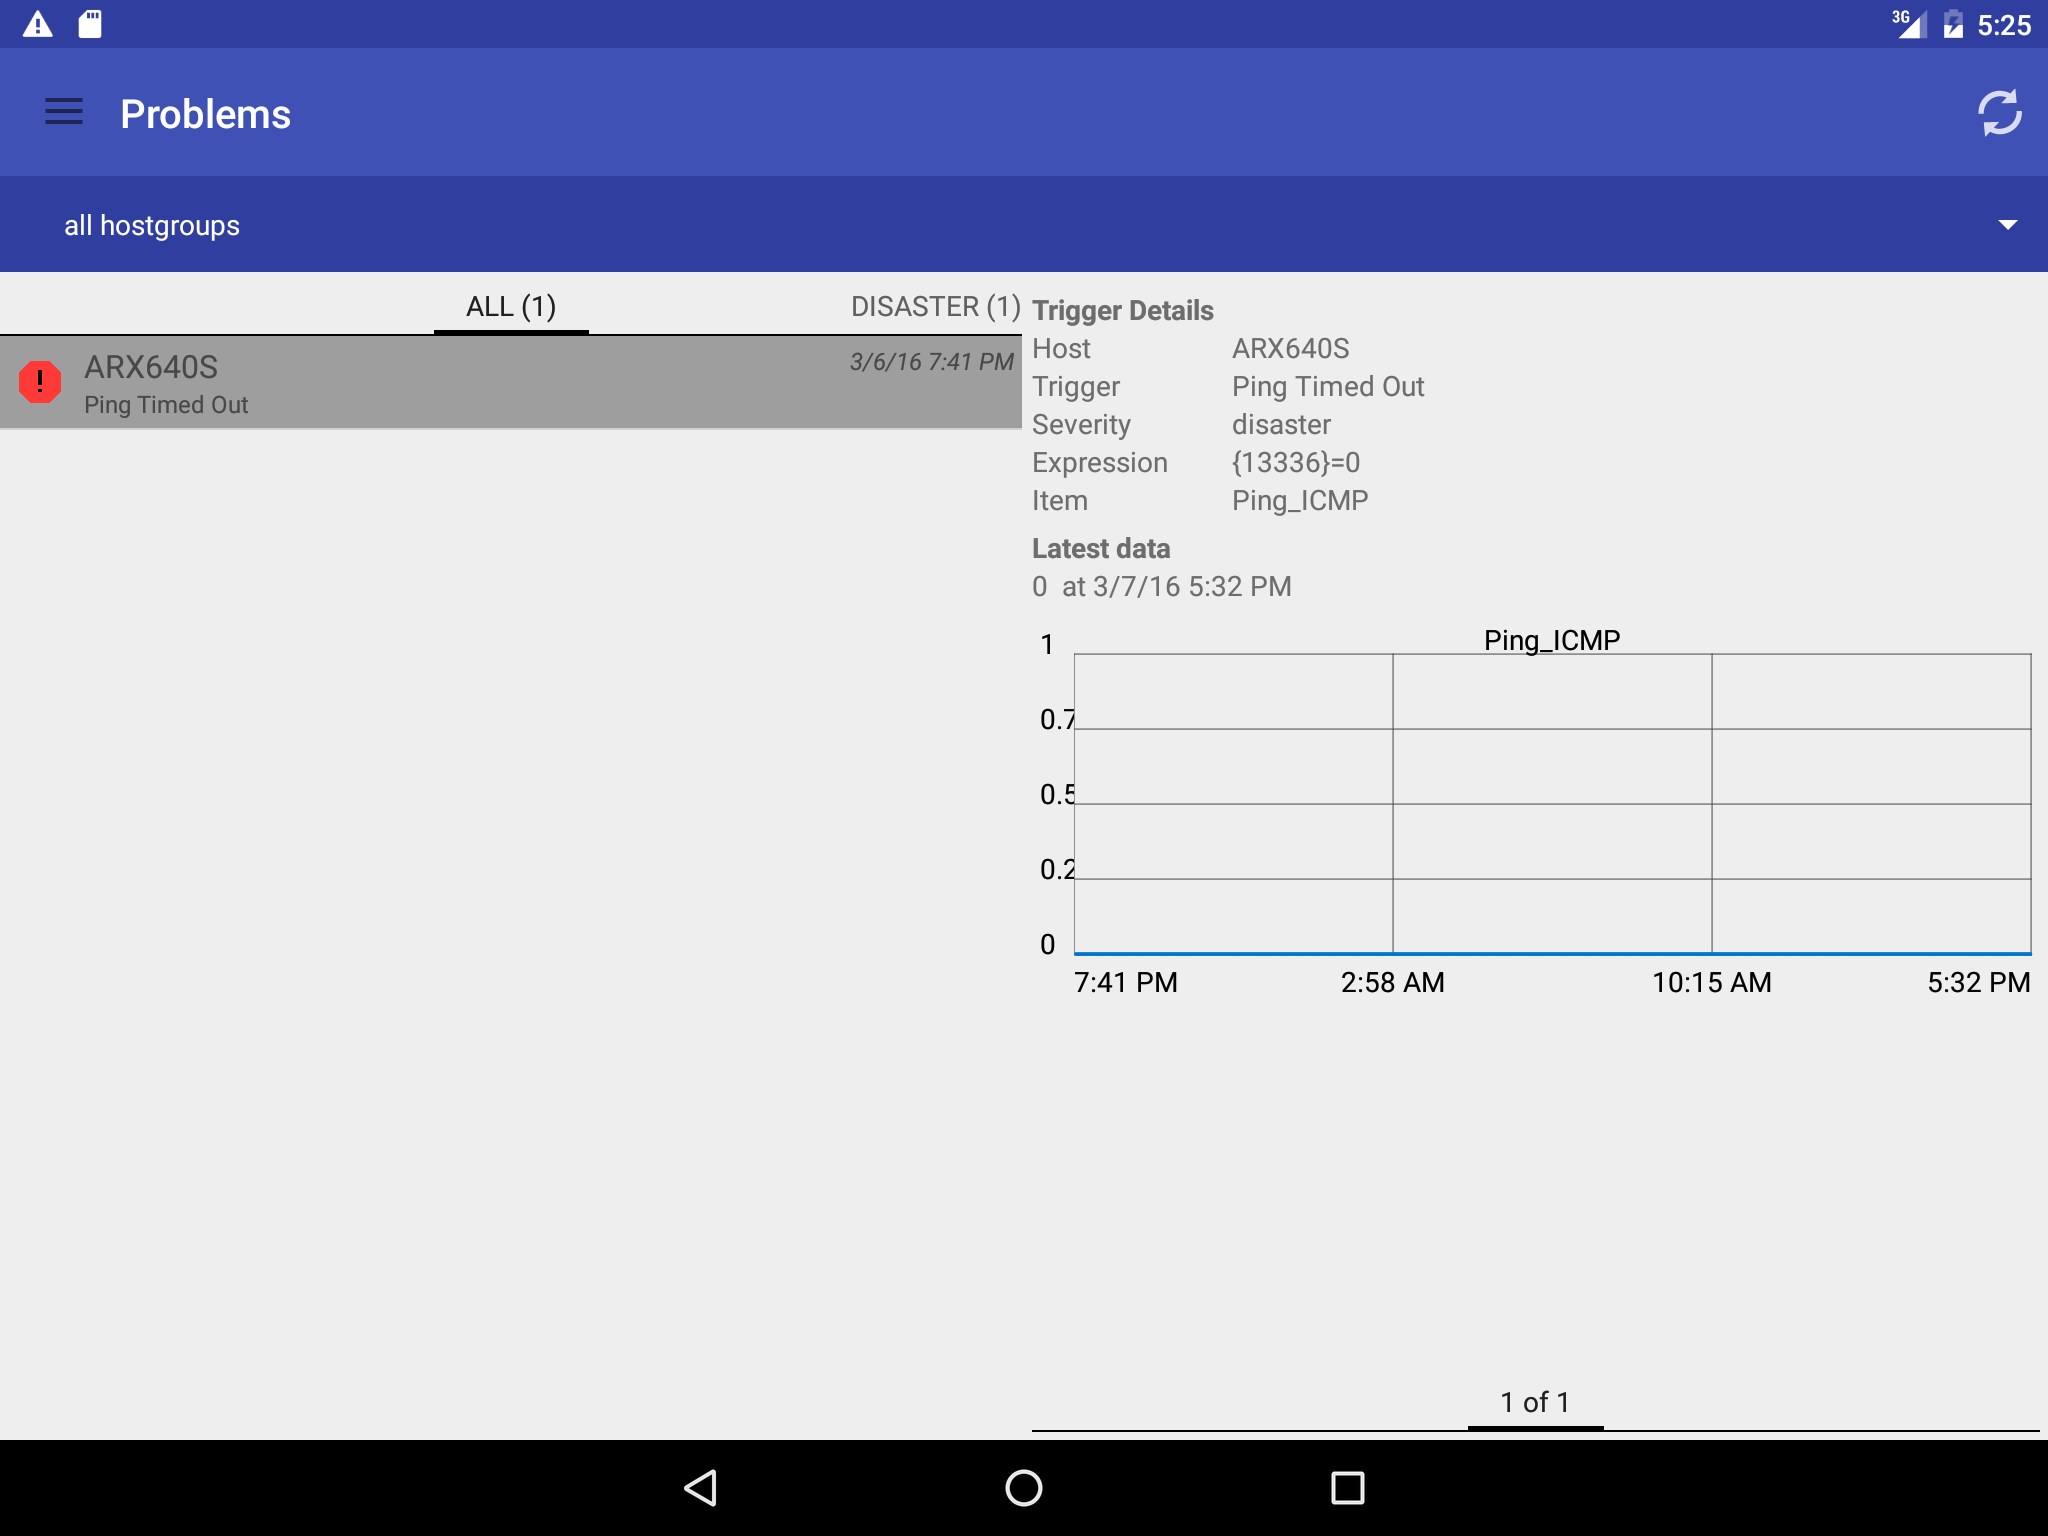 3G 5:25
Problems
all hostgroups
ALL (1) DISASTER (1)
ARX640S 3/6/16 7:41 PM
Ping Timed Out
Trigger Details
Host ARX640S
Trigger Ping Timed Out
Severity disaster
Expression {13336}=0
Item Ping_ICMP
Latest data
0 at 3/7/16 5:32 PM
Ping_ICMP
1
0.7
0.5
0.2
0
7:41 PM 2:58 AM 10:15 AM 5:32 PM
1 of 1